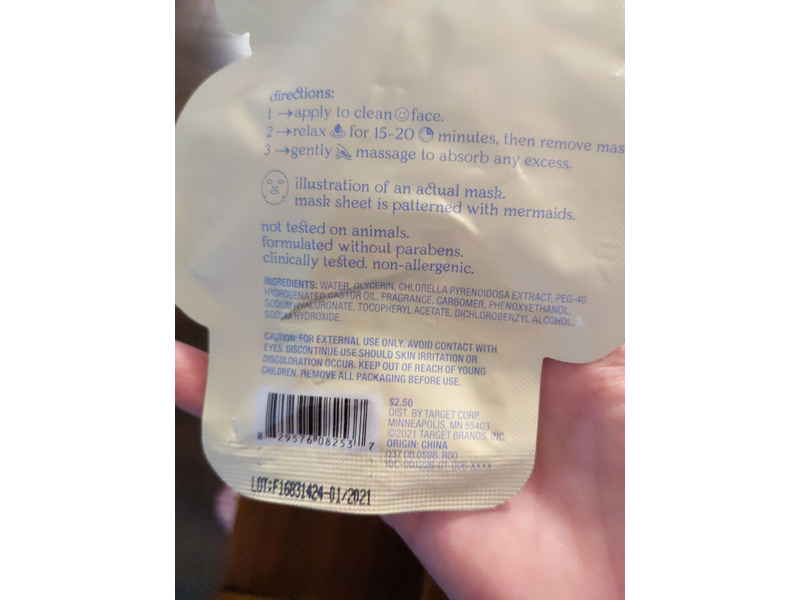 directions:
1 →apply to clean face.
2 →relax for 15-20 minutes, then remove mas
3 →gently massage to absorb any excess.
illustration of an actual mask.
mask sheet is patterned with mermaids.
not tested on animals.
formulated without parabens.
clinically tested. non-allergenic.
INGREDIENTS: WATER, GLYCERIN, CHLORELLA PYRENOIDOSA EXTRACT, PEG-40
HYDROGENATED CASTOR OIL, FRAGRANCE, CARBOMER, PHENOXYETHANOL,
SODIUM HYALURONATE, TOCOPHERYL ACETATE, DICHLOROBENZYL ALCOHOL,
SODIUM HYDROXIDE.
CAUTION: FOR EXTERNAL USE ONLY. AVOID CONTACT WITH
EYES. DISCONTINUE USE SHOULD SKIN IRRITATION OR
DISCOLORATION OCCUR. KEEP OUT OF REACH OF YOUNG
CHILDREN. REMOVE ALL PACKAGING BEFORE USE.
8 29576 08253 7
$2.50
DIST. BY TARGET CORP.
MINNEAPOLIS, MN 55403
©2021 TARGET BRANDS, INC.
ORIGIN: CHINA
037 08 0598 R00
LOT:F16831424-01/2021